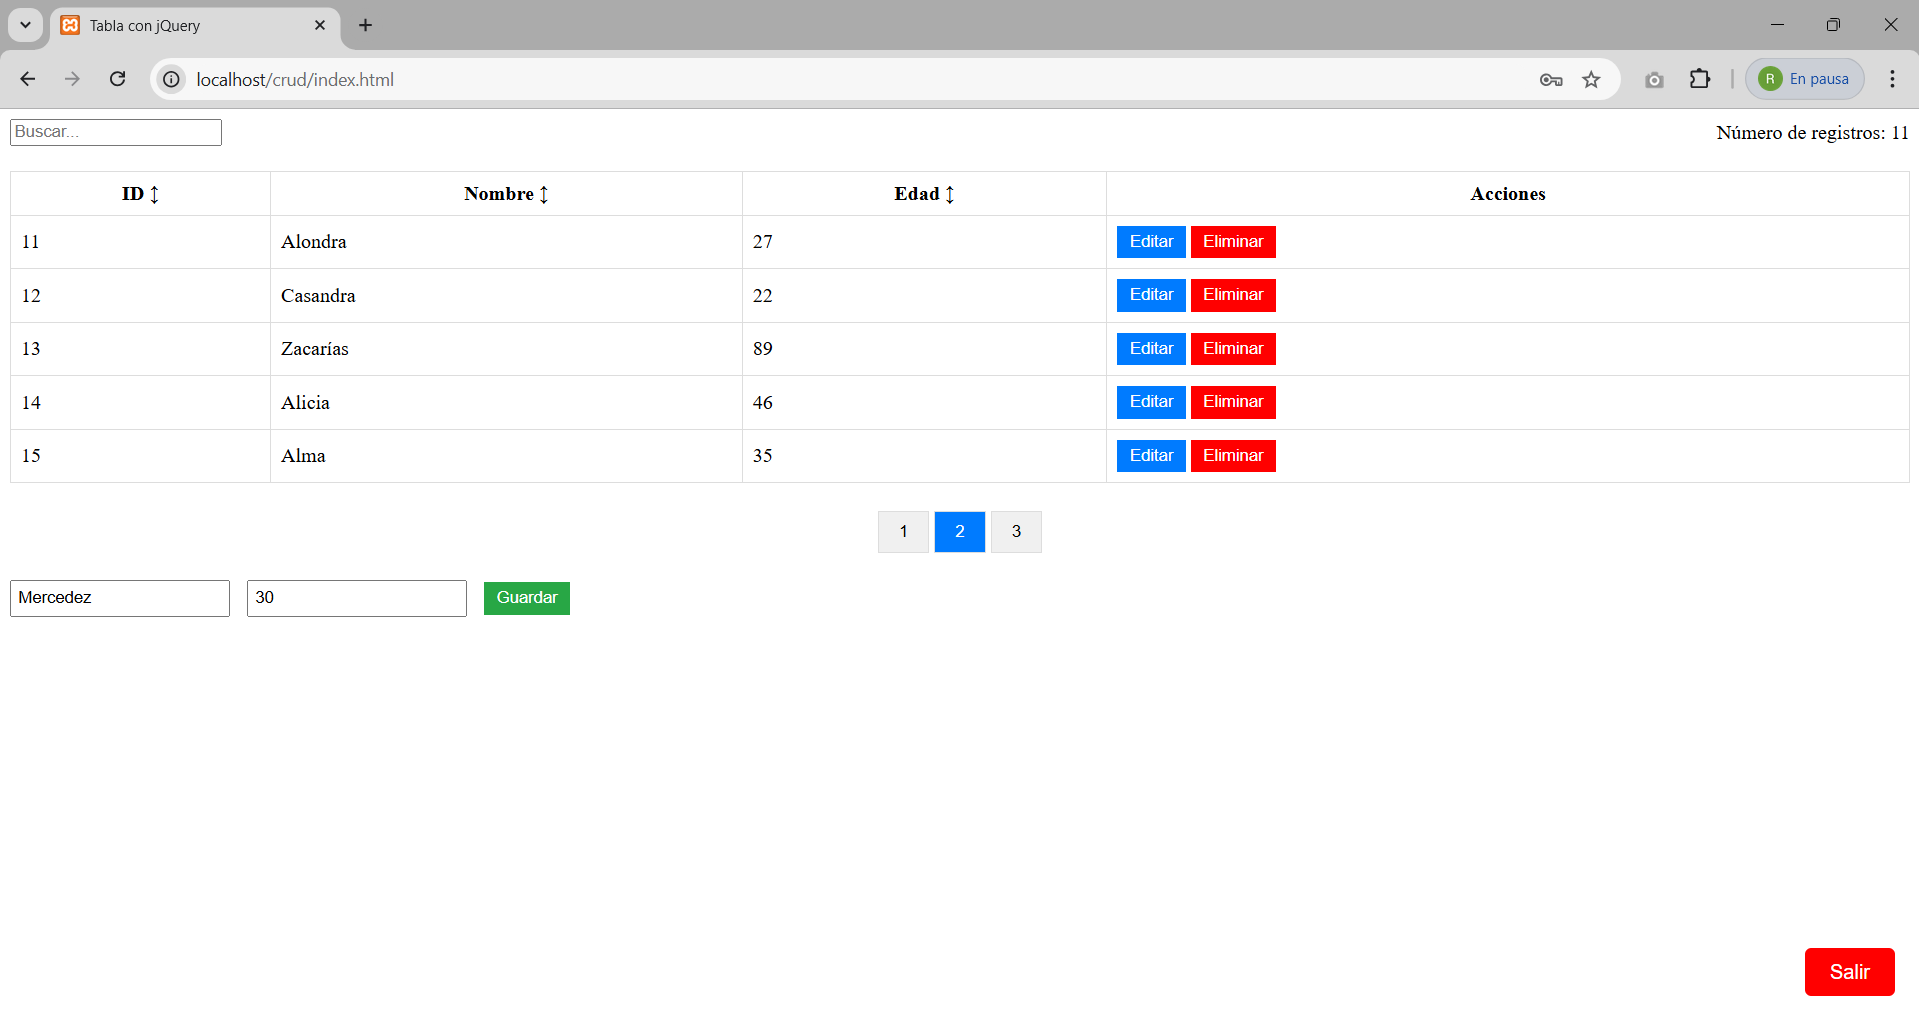 Tabla con jQuery
localhost/crud/index.html
R En pausa
Buscar...
Número de registros: 11
ID ↕ Nombre ↕ Edad ↕ Acciones
11 Alondra 27 Editar Eliminar
12 Casandra 22 Editar Eliminar
13 Zacarías 89 Editar Eliminar
14 Alicia 46 Editar Eliminar
15 Alma 35 Editar Eliminar
1 2 3
Mercedez 30 Guardar
Salir